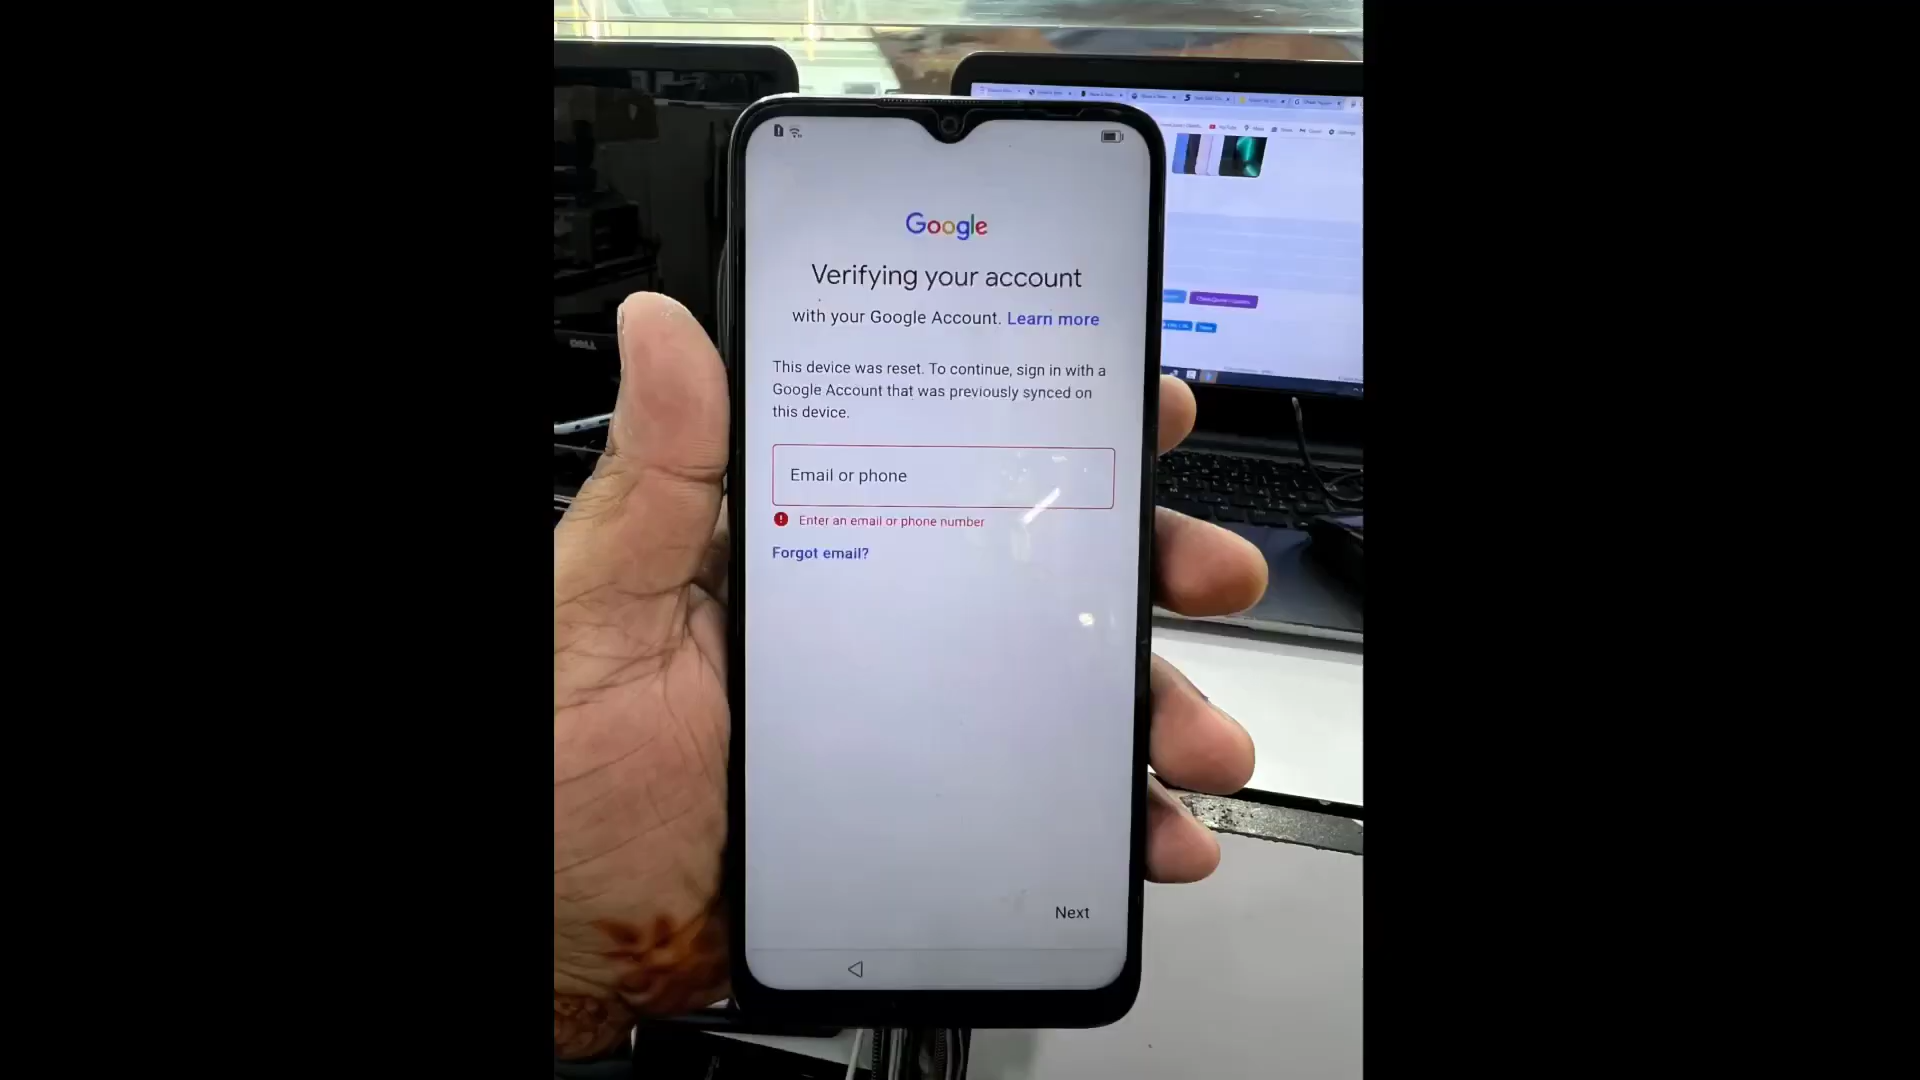 Google
Verifying your account
with your Google Account. Learn more
This device was reset. To continue, sign in with a
Google Account that was previously synced on
this device.
Email or phone
Enter an email or phone number
Forgot email?
Next
DELL
YouTube